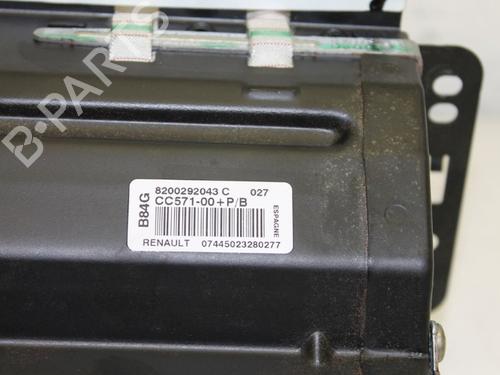 B-PARTS
B84G
8200292043 C 027
CC571-00+P/B
ESPAGNE
RENAULT 07445023280277